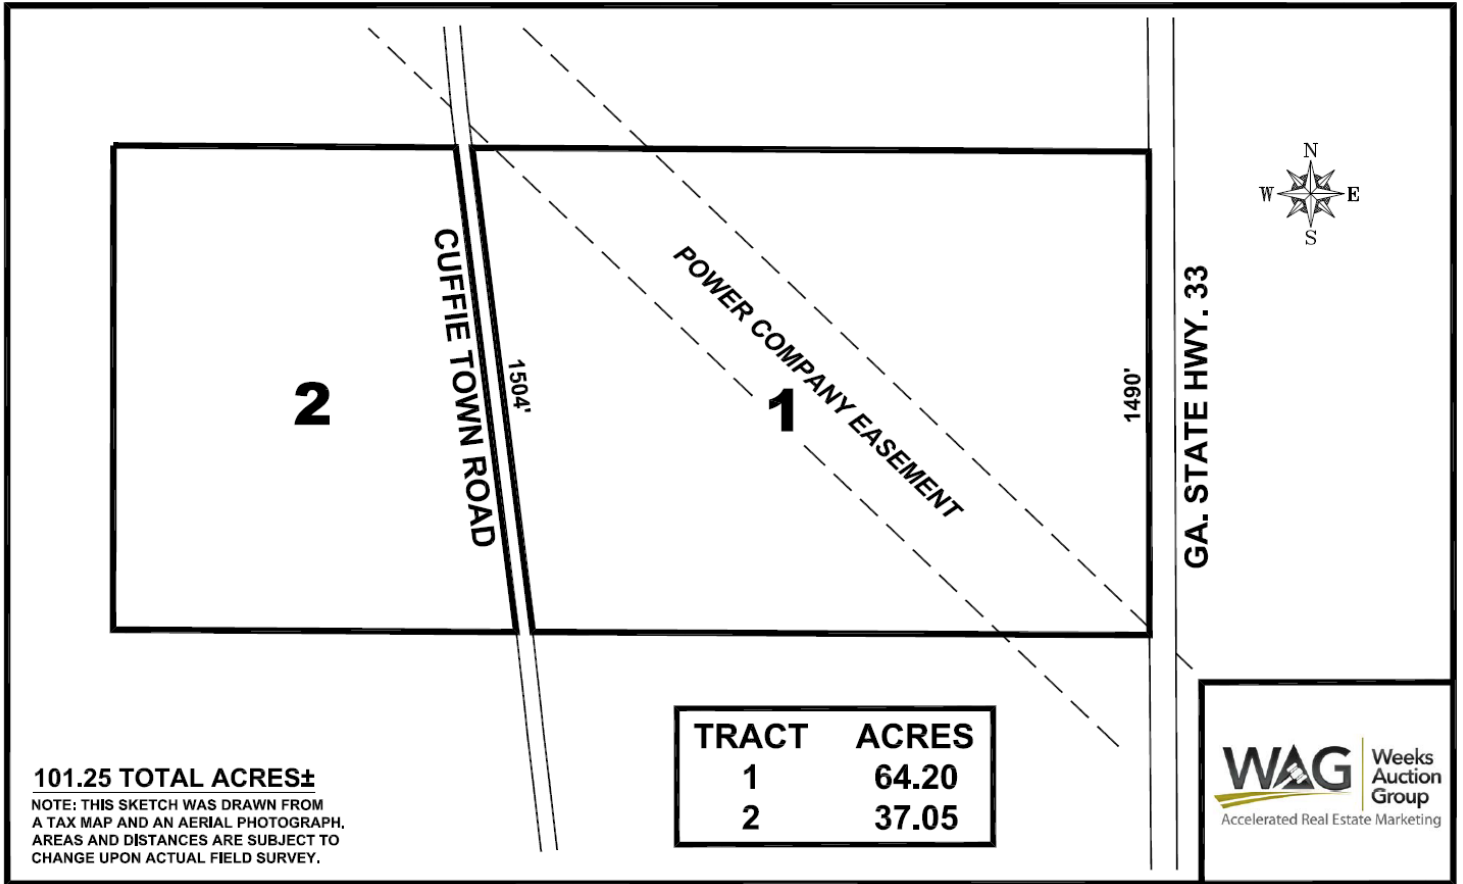 N
W E
S
CUFFIE TOWN ROAD
POWER COMPANY EASEMENT
GA. STATE HWY. 33
1504'
1490'
2
1
TRACT ACRES
1 64.20
2 37.05
101.25 TOTAL ACRES±
NOTE: THIS SKETCH WAS DRAWN FROM
A TAX MAP AND AN AERIAL PHOTOGRAPH.
AREAS AND DISTANCES ARE SUBJECT TO
CHANGE UPON ACTUAL FIELD SURVEY.
WAG
Weeks
Auction
Group
Accelerated Real Estate Marketing